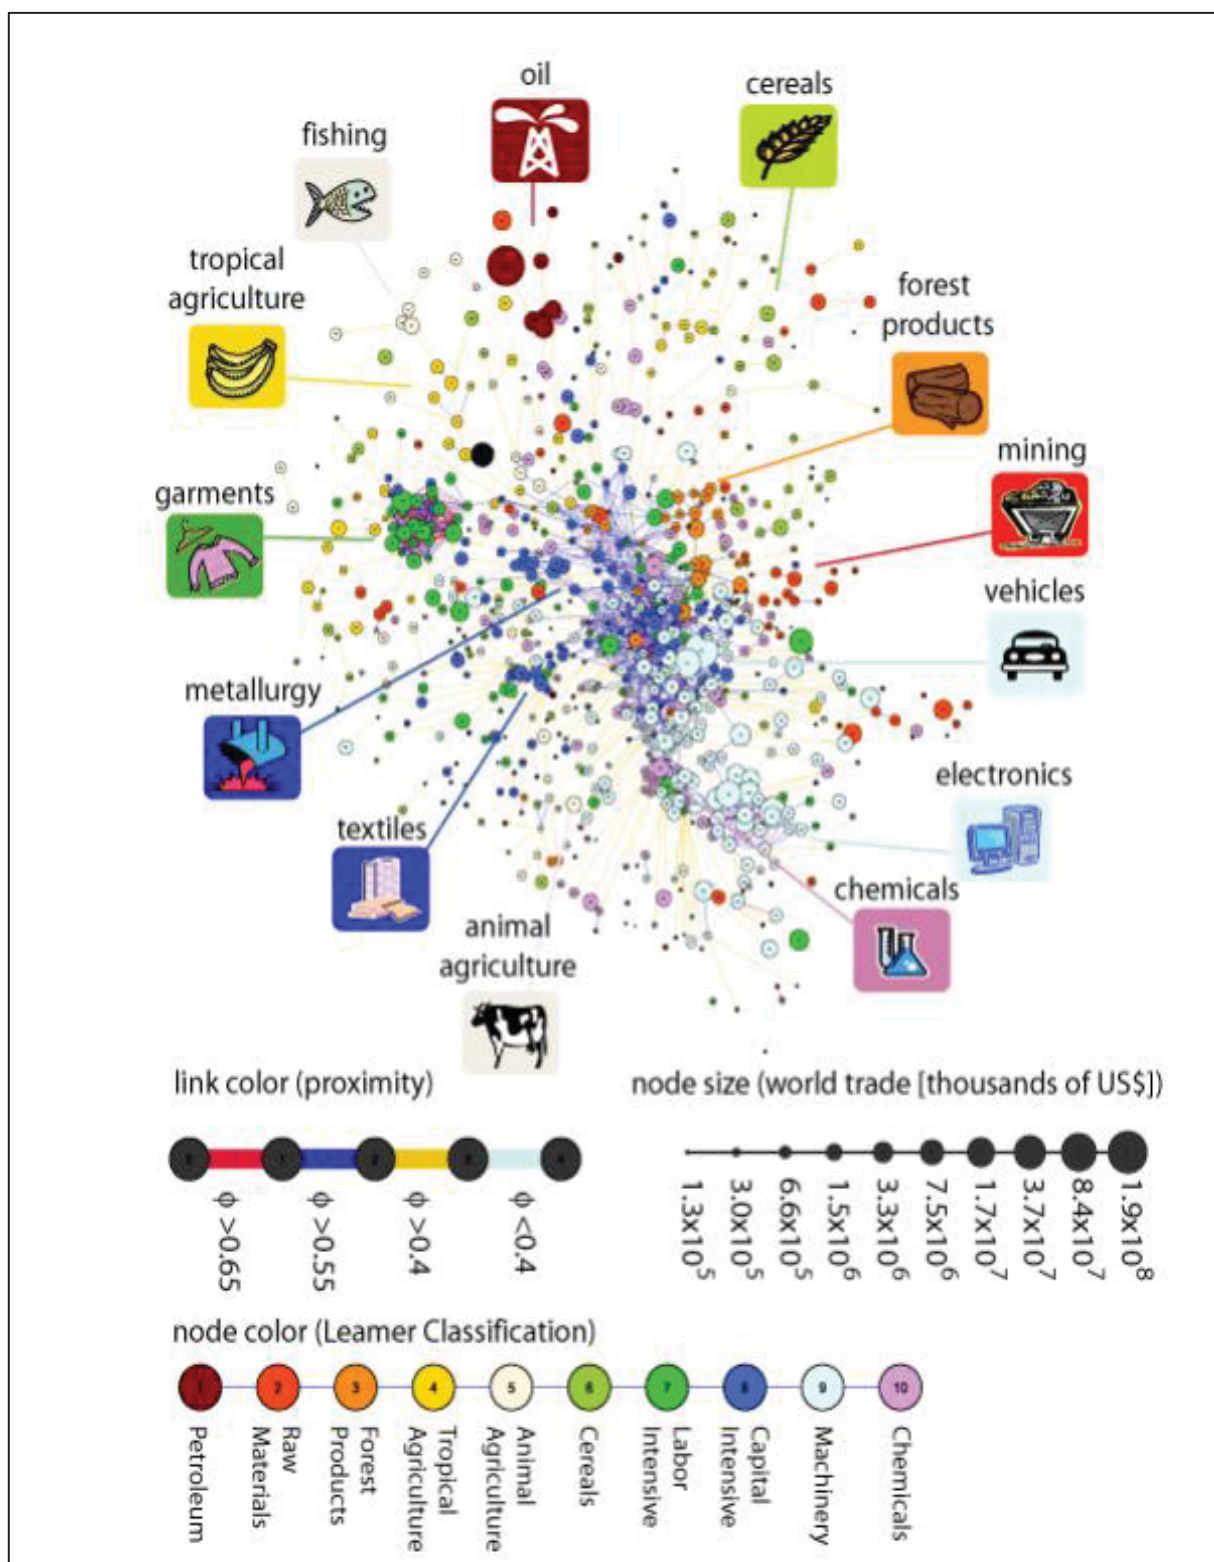 oil
cereals
fishing
tropical
agriculture
forest
products
mining
garments
vehicles
metallurgy
electronics
textiles
chemicals
animal
agriculture
link color (proximity)
node size (world trade [thousands of US$])
1
2
3
4
ϕ >0.65
ϕ >0.55
ϕ >0.4
ϕ <0.4
1.3x10⁵
3.0x10⁵
6.6x10⁵
1.5x10⁶
3.3x10⁶
7.5x10⁶
1.7x10⁷
3.7x10⁷
8.4x10⁷
1.9x10⁸
node color (Leamer Classification)
1
2
3
4
5
6
7
8
9
10
Petroleum
Raw
Materials
Forest
Products
Tropical
Agriculture
Animal
Agriculture
Cereals
Labor
Intensive
Capital
Intensive
Machinery
Chemicals